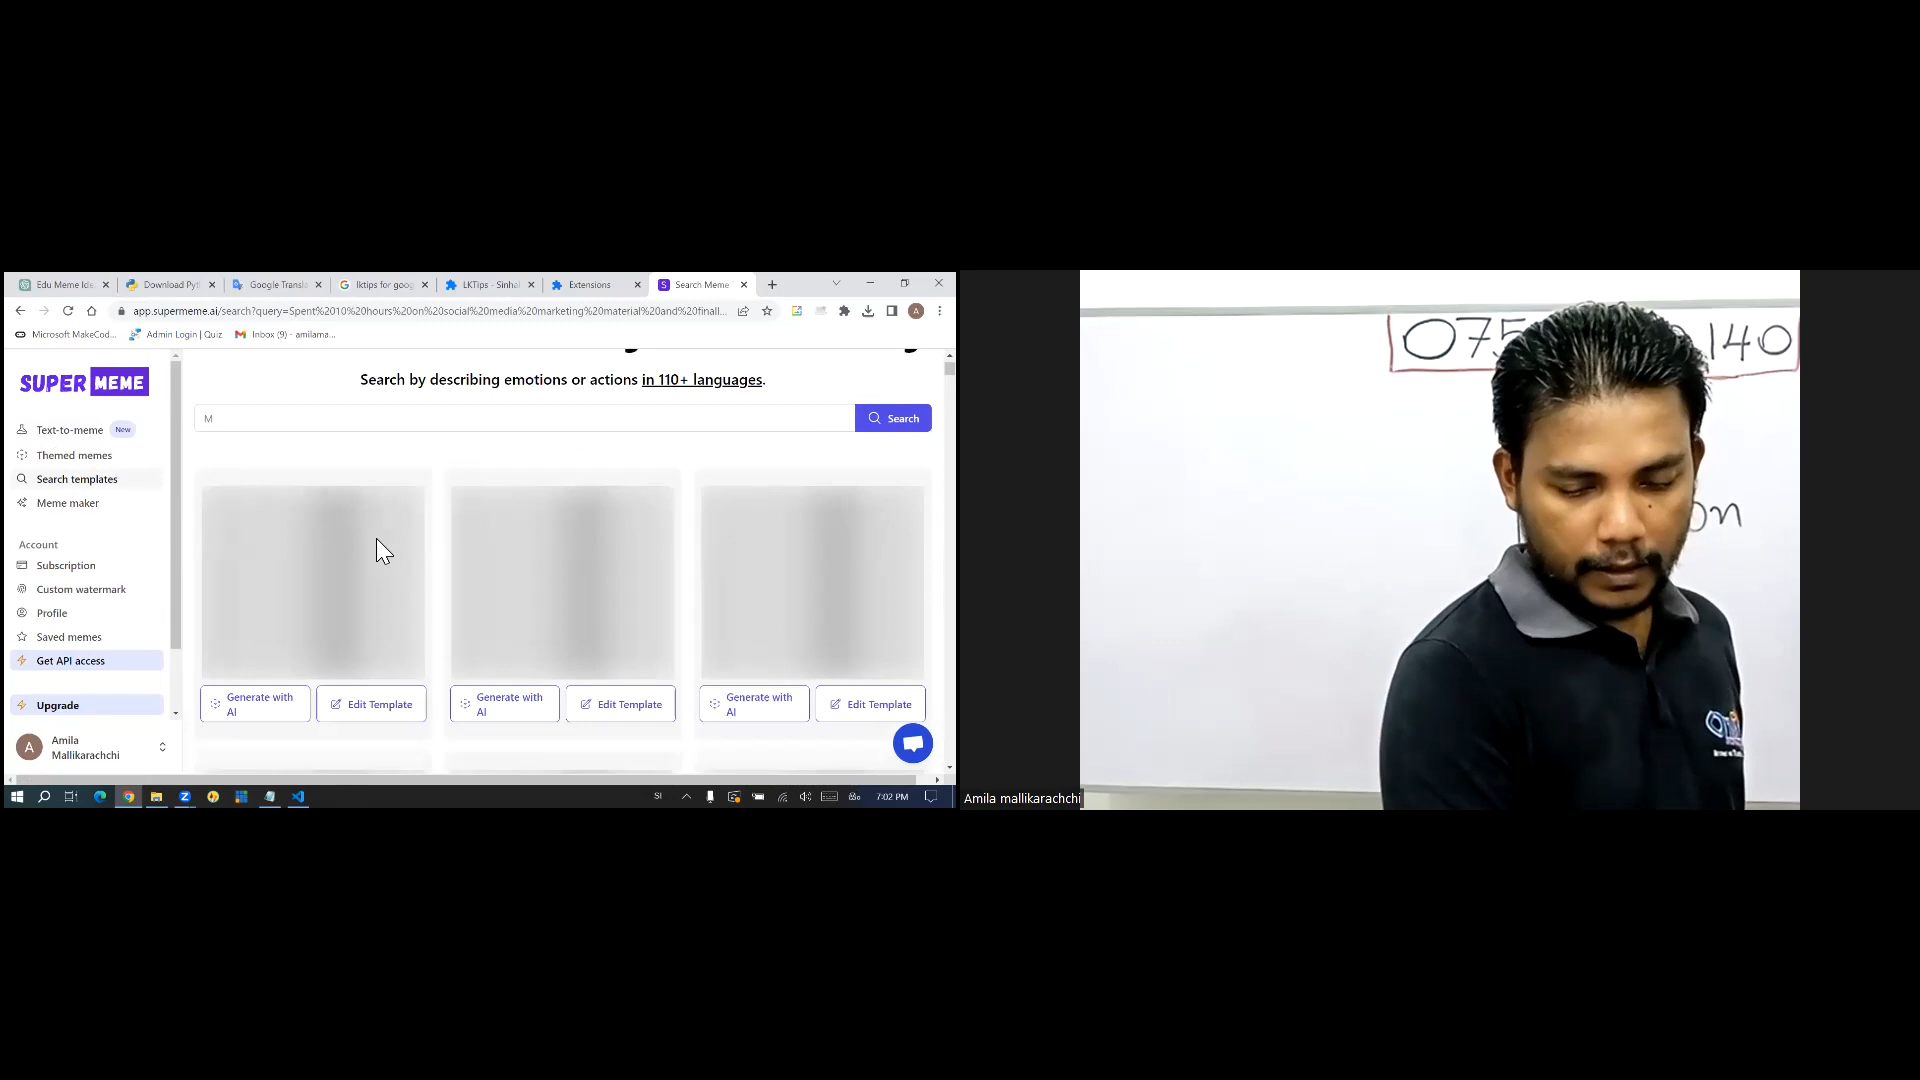 Edu Meme Ide
Download Pyt
Google Transl
lktips for goog
LKTips - Sinhal
Extensions
Search Meme
app.supermeme.ai/search?query=Spent%2010%20hours%20on%20social%20media%20marketing%20material%20and%20finall...
Microsoft MakeCod...
Admin Login | Quiz
Inbox (9) - amilama...
SUPER MEME
Text-to-meme New
Themed memes
Search templates
Meme maker
Account
Subscription
Custom watermark
Profile
Saved memes
Get API access
Upgrade
A
Amila
Mallikarachchi
Search by describing emotions or actions in 110+ languages.
M
Search
Generate with AI
Edit Template
Generate with AI
Edit Template
Generate with AI
Edit Template
SI
7:02 PM
075
140
on
Amila mallikarachchi